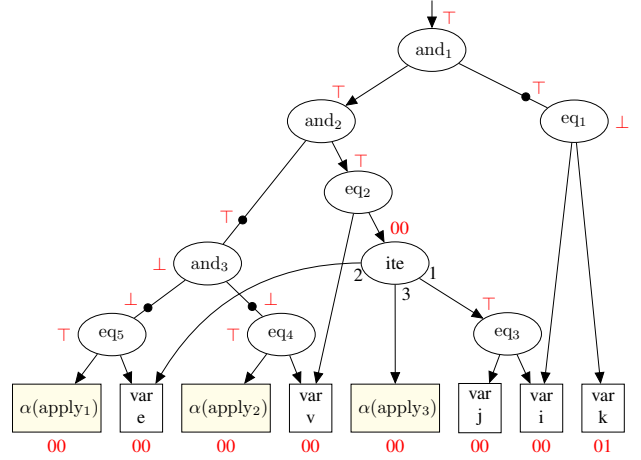 ⊤
and₁
⊤ ⊤
and₂ eq₁ ⊥
⊤
eq₂
⊤ 00
⊥ and₃ ite
2 1
3
⊥ ⊥ ⊤
⊤ eq₅ ⊤ eq₄ eq₃
α(apply₁) var e α(apply₂) var v α(apply₃) var j var i var k
00 00 00 00 00 00 01